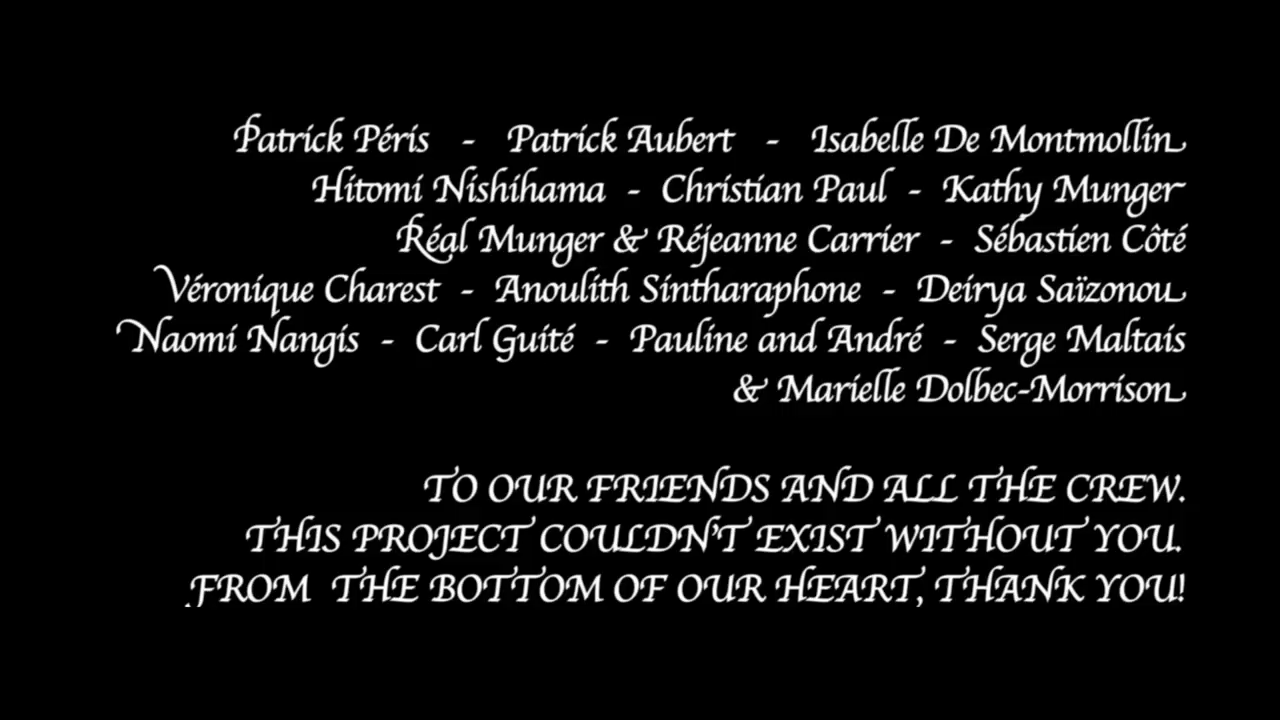 Patrick Péris - Patrick Aubert - Isabelle De Montmollin
Hitomi Nishihama - Christian Paul - Kathy Munger
Réal Munger & Réjeanne Carrier - Sébastien Côté
Véronique Charest - Anoulith Sintharaphone - Deirya Saïzonou
Naomi Nangis - Carl Guité - Pauline and André - Serge Maltais
& Marielle Dolbec-Morrison
TO OUR FRIENDS AND ALL THE CREW.
THIS PROJECT COULDN'T EXIST WITHOUT YOU.
FROM THE BOTTOM OF OUR HEART, THANK YOU!